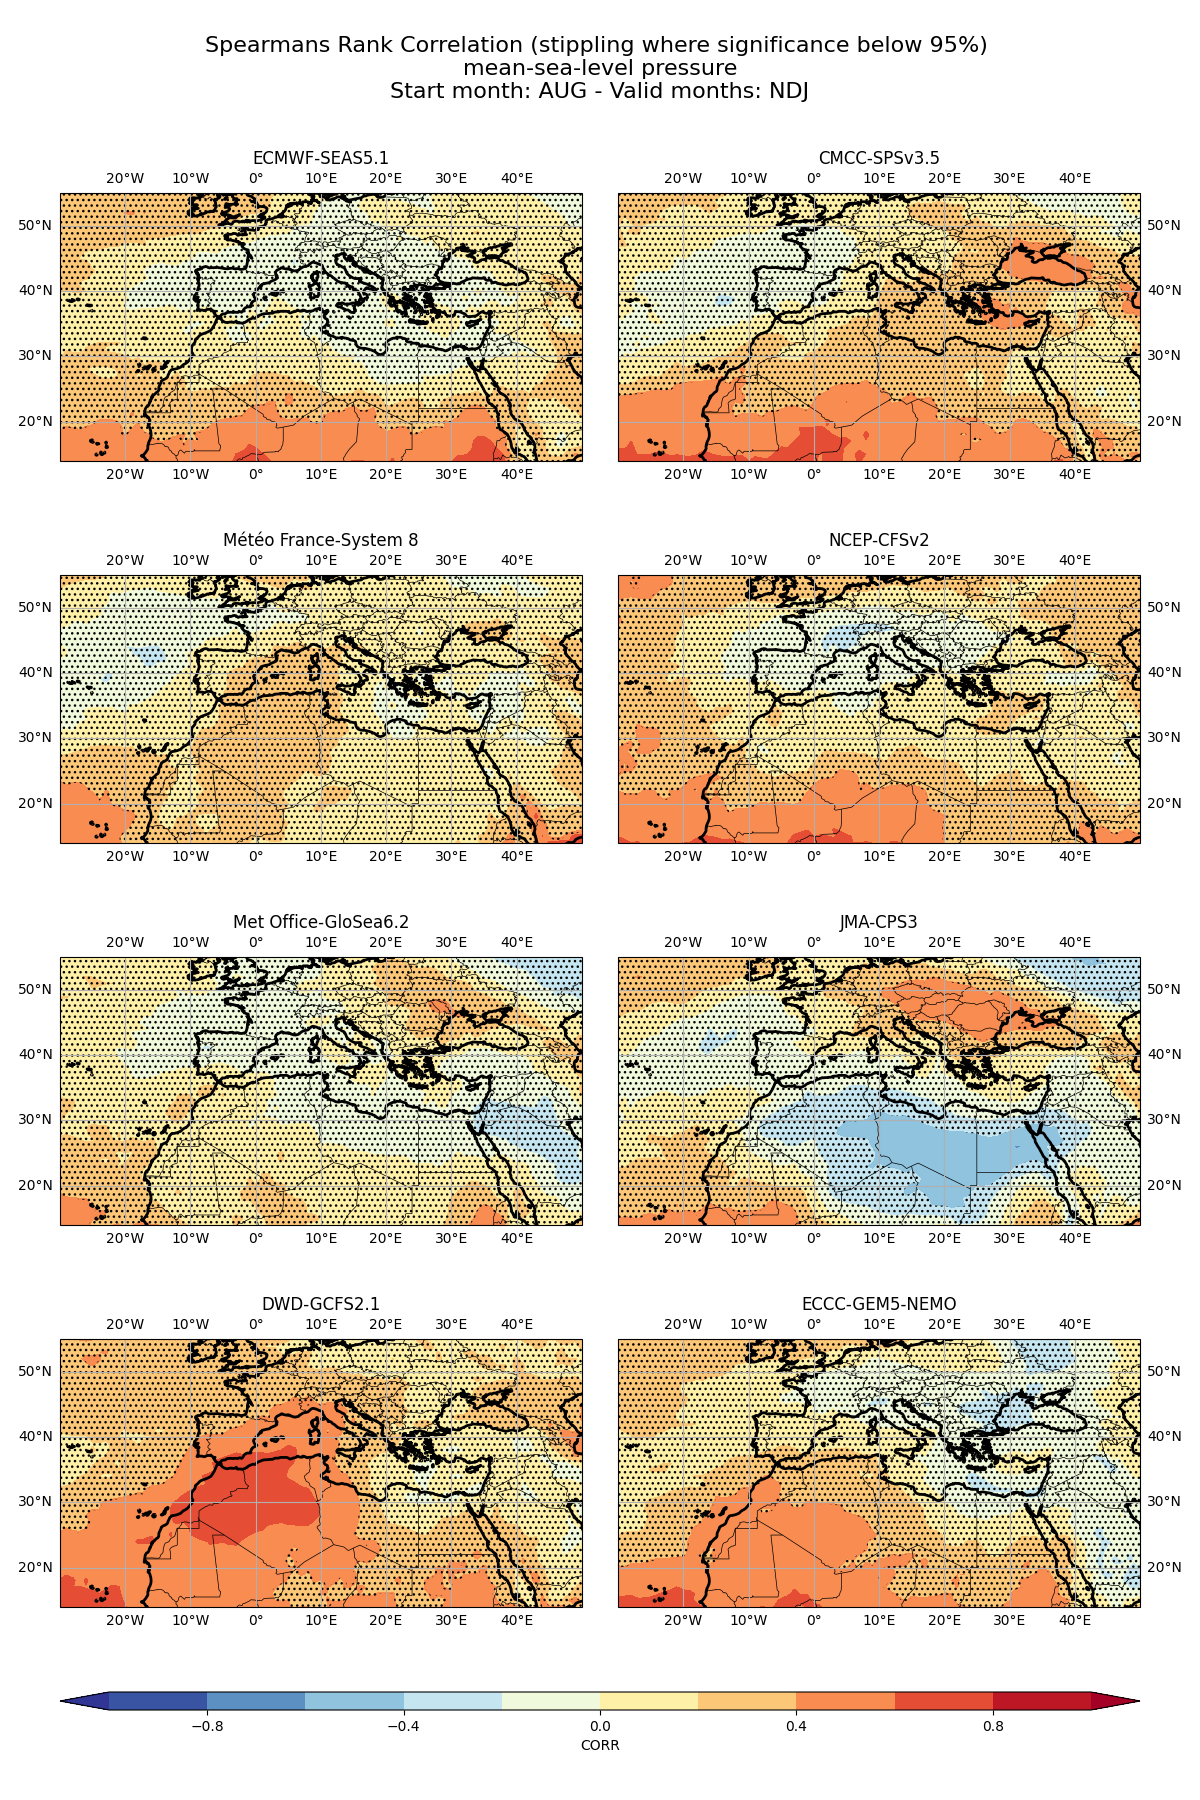 Spearmans Rank Correlation (stippling where significance below 95%)
mean-sea-level pressure
Start month: AUG - Valid months: NDJ
ECMWF-SEAS5.1 CMCC-SPSv3.5
20°W 10°W 0° 10°E 20°E 30°E 40°E 20°W 10°W 0° 10°E 20°E 30°E 40°E
50°N 50°N
40°N 40°N
30°N 30°N
20°N 20°N
20°W 10°W 0° 10°E 20°E 30°E 40°E 20°W 10°W 0° 10°E 20°E 30°E 40°E
Météo France-System 8 NCEP-CFSv2
20°W 10°W 0° 10°E 20°E 30°E 40°E 20°W 10°W 0° 10°E 20°E 30°E 40°E
50°N 50°N
40°N 40°N
30°N 30°N
20°N 20°N
20°W 10°W 0° 10°E 20°E 30°E 40°E 20°W 10°W 0° 10°E 20°E 30°E 40°E
Met Office-GloSea6.2 JMA-CPS3
20°W 10°W 0° 10°E 20°E 30°E 40°E 20°W 10°W 0° 10°E 20°E 30°E 40°E
50°N 50°N
40°N 40°N
30°N 30°N
20°N 20°N
20°W 10°W 0° 10°E 20°E 30°E 40°E 20°W 10°W 0° 10°E 20°E 30°E 40°E
DWD-GCFS2.1 ECCC-GEM5-NEMO
20°W 10°W 0° 10°E 20°E 30°E 40°E 20°W 10°W 0° 10°E 20°E 30°E 40°E
50°N 50°N
40°N 40°N
30°N 30°N
20°N 20°N
20°W 10°W 0° 10°E 20°E 30°E 40°E 20°W 10°W 0° 10°E 20°E 30°E 40°E
−0.8 −0.4 0.0 0.4 0.8
CORR